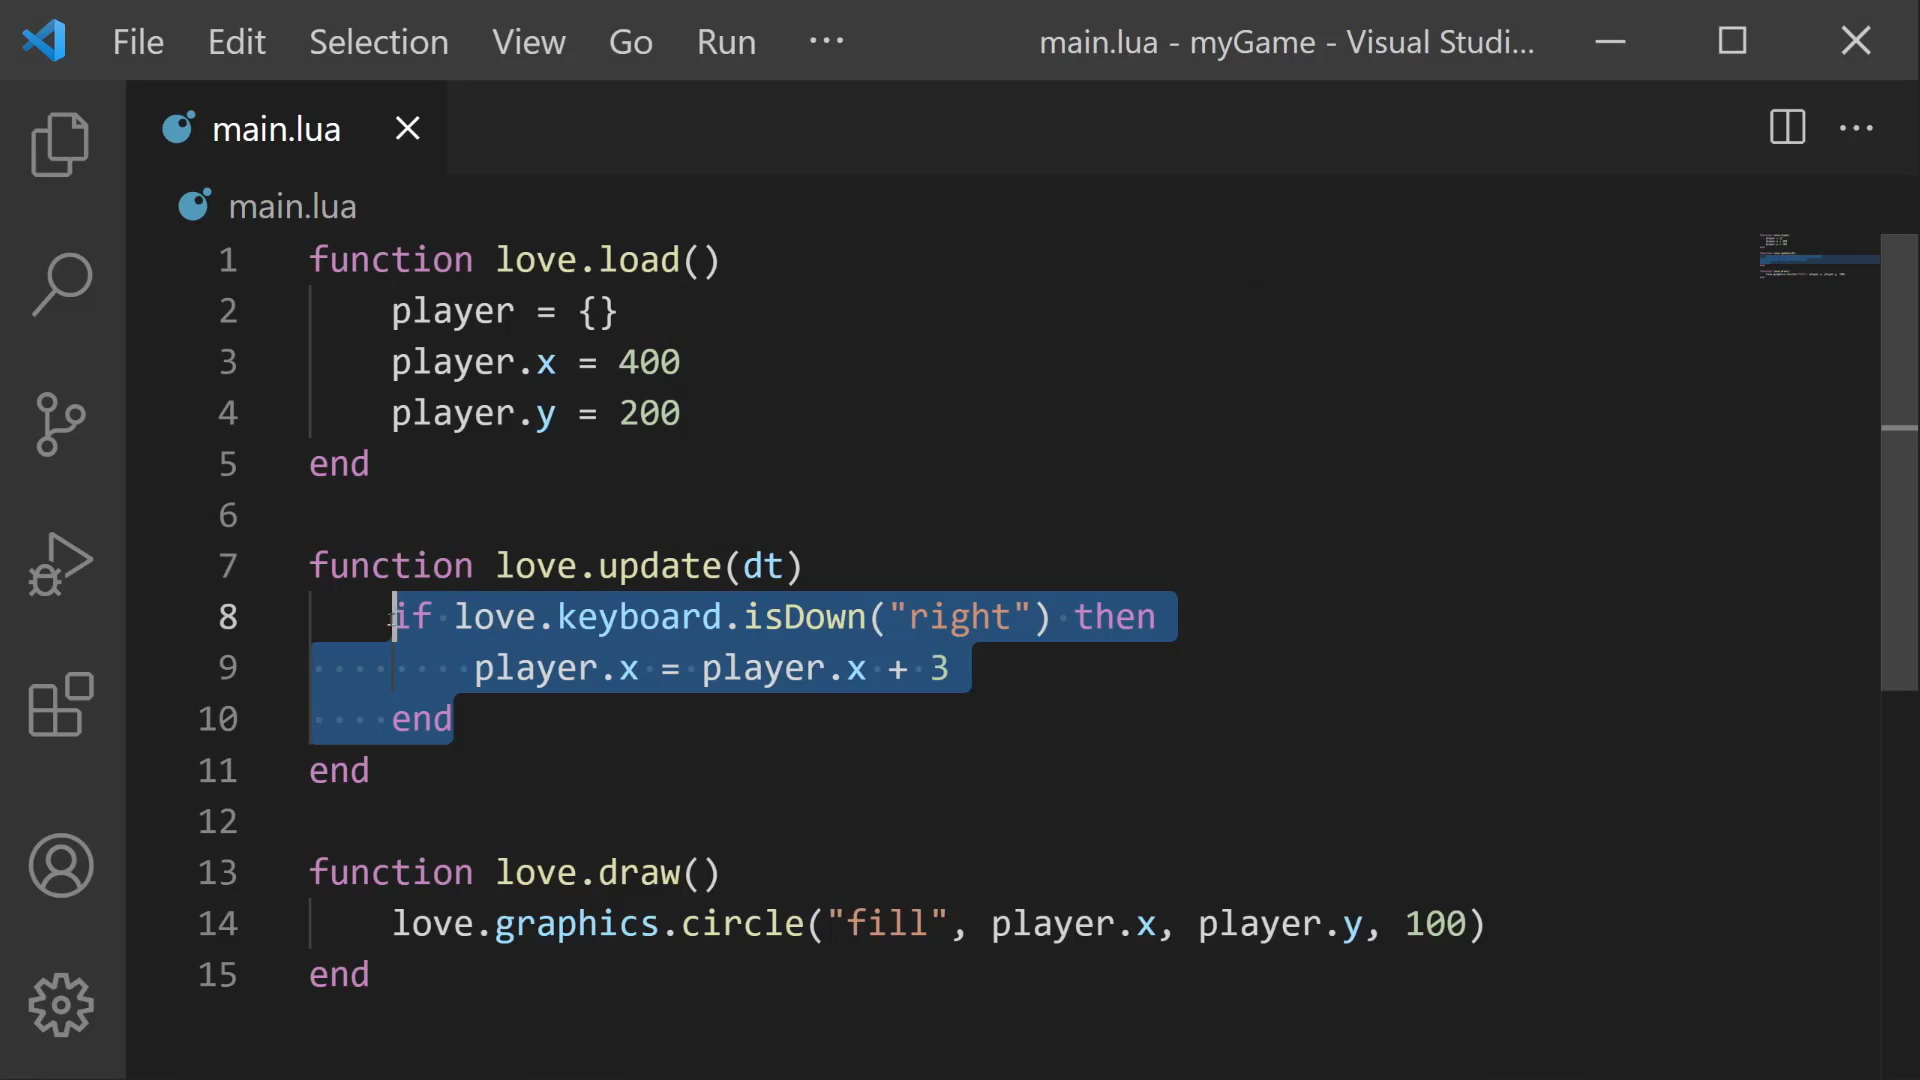 File Edit Selection View Go Run ··· main.lua - myGame - Visual Studi...
main.lua
main.lua
1 function love.load()
2 player = {}
3 player.x = 400
4 player.y = 200
5 end
6
7 function love.update(dt)
8 if love.keyboard.isDown("right") then
9 player.x = player.x + 3
10 end
11 end
12
13 function love.draw()
14 love.graphics.circle("fill", player.x, player.y, 100)
15 end